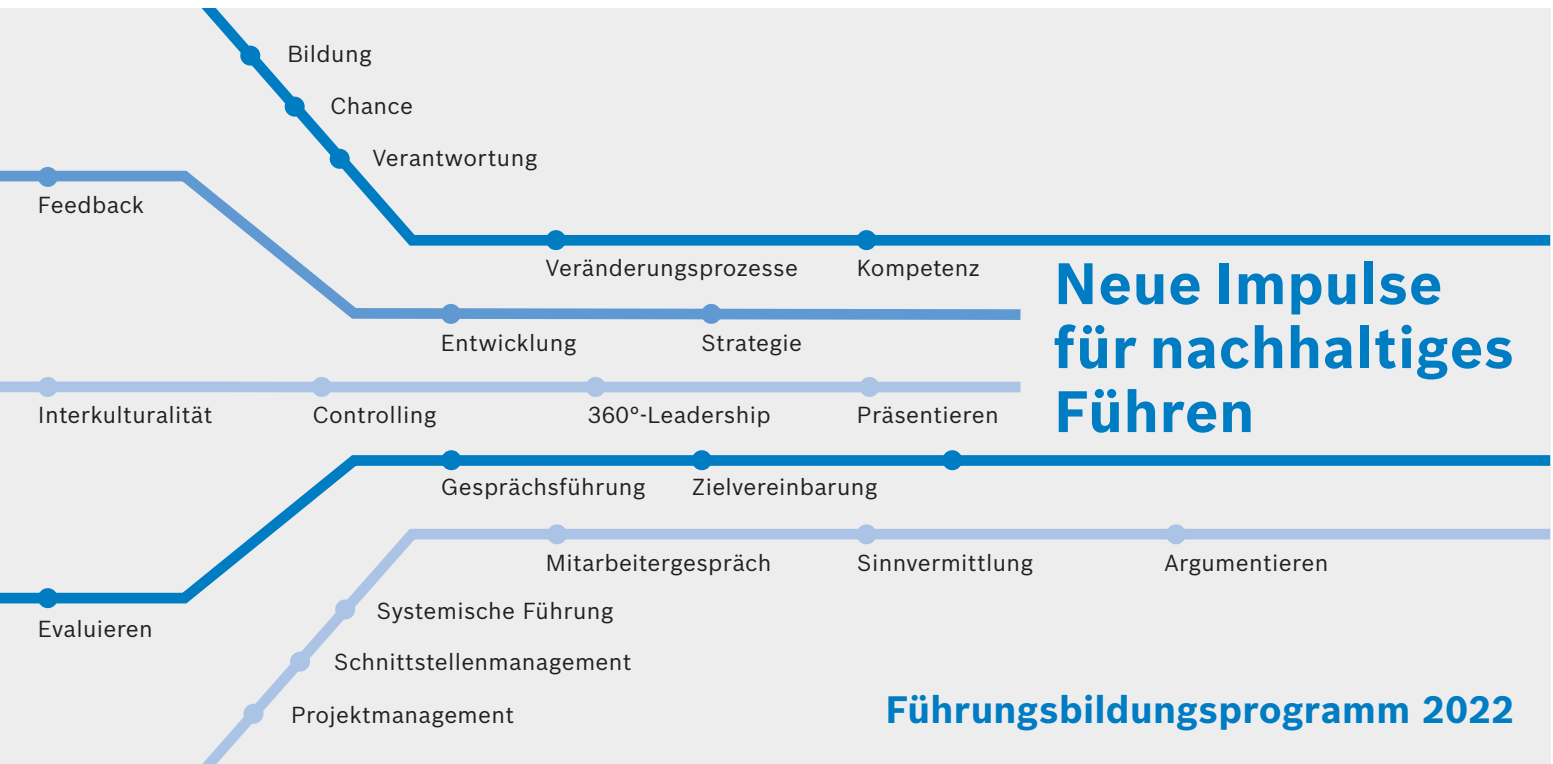 Bildung
Chance
Verantwortung
Feedback
Veränderungsprozesse
Kompetenz
Neue Impulse
für nachhaltiges
Führen
Entwicklung
Strategie
Interkulturalität
Controlling
360°-Leadership
Präsentieren
Gesprächsführung
Zielvereinbarung
Mitarbeitergespräch
Sinnvermittlung
Argumentieren
Evaluieren
Systemische Führung
Schnittstellenmanagement
Projektmanagement
Führungsbildungsprogramm 2022